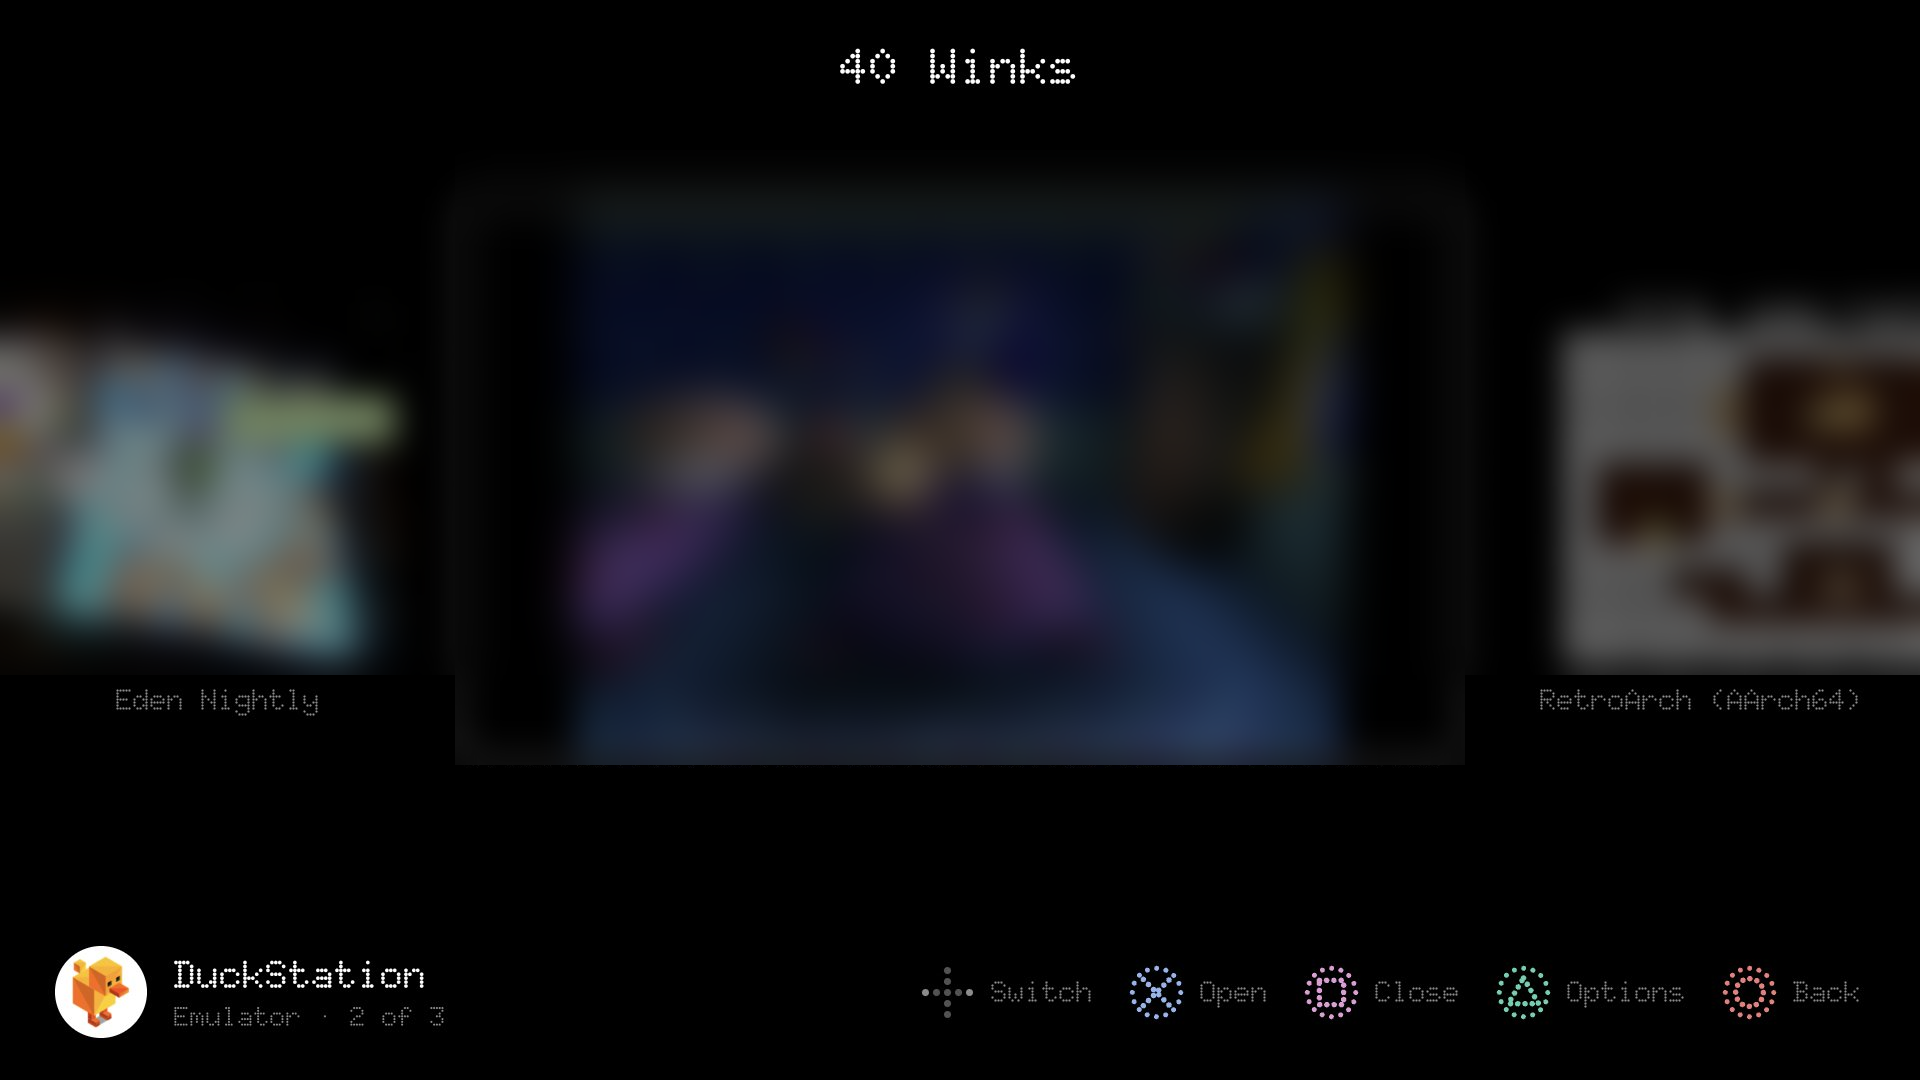 40 Winks
Eden Nightly
RetroArch (AArch64)
DuckStation
Emulator · 2 of 3
Switch
Open
Close
Options
Back